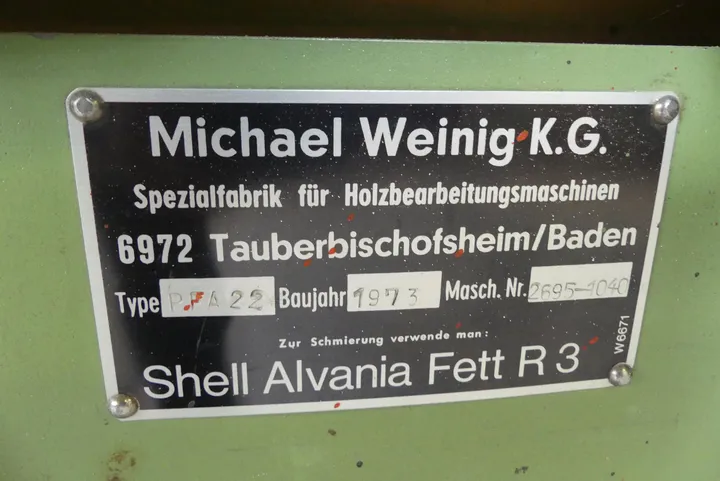 Michael Weinig K.G.
Spezialfabrik für Holzbearbeitungsmaschinen
6972 Tauberbischofsheim/Baden
Type PFA 22 Baujahr 1973 Masch. Nr. 2695-1040
Zur Schmierung verwende man:
Shell Alvania Fett R 3
W6671